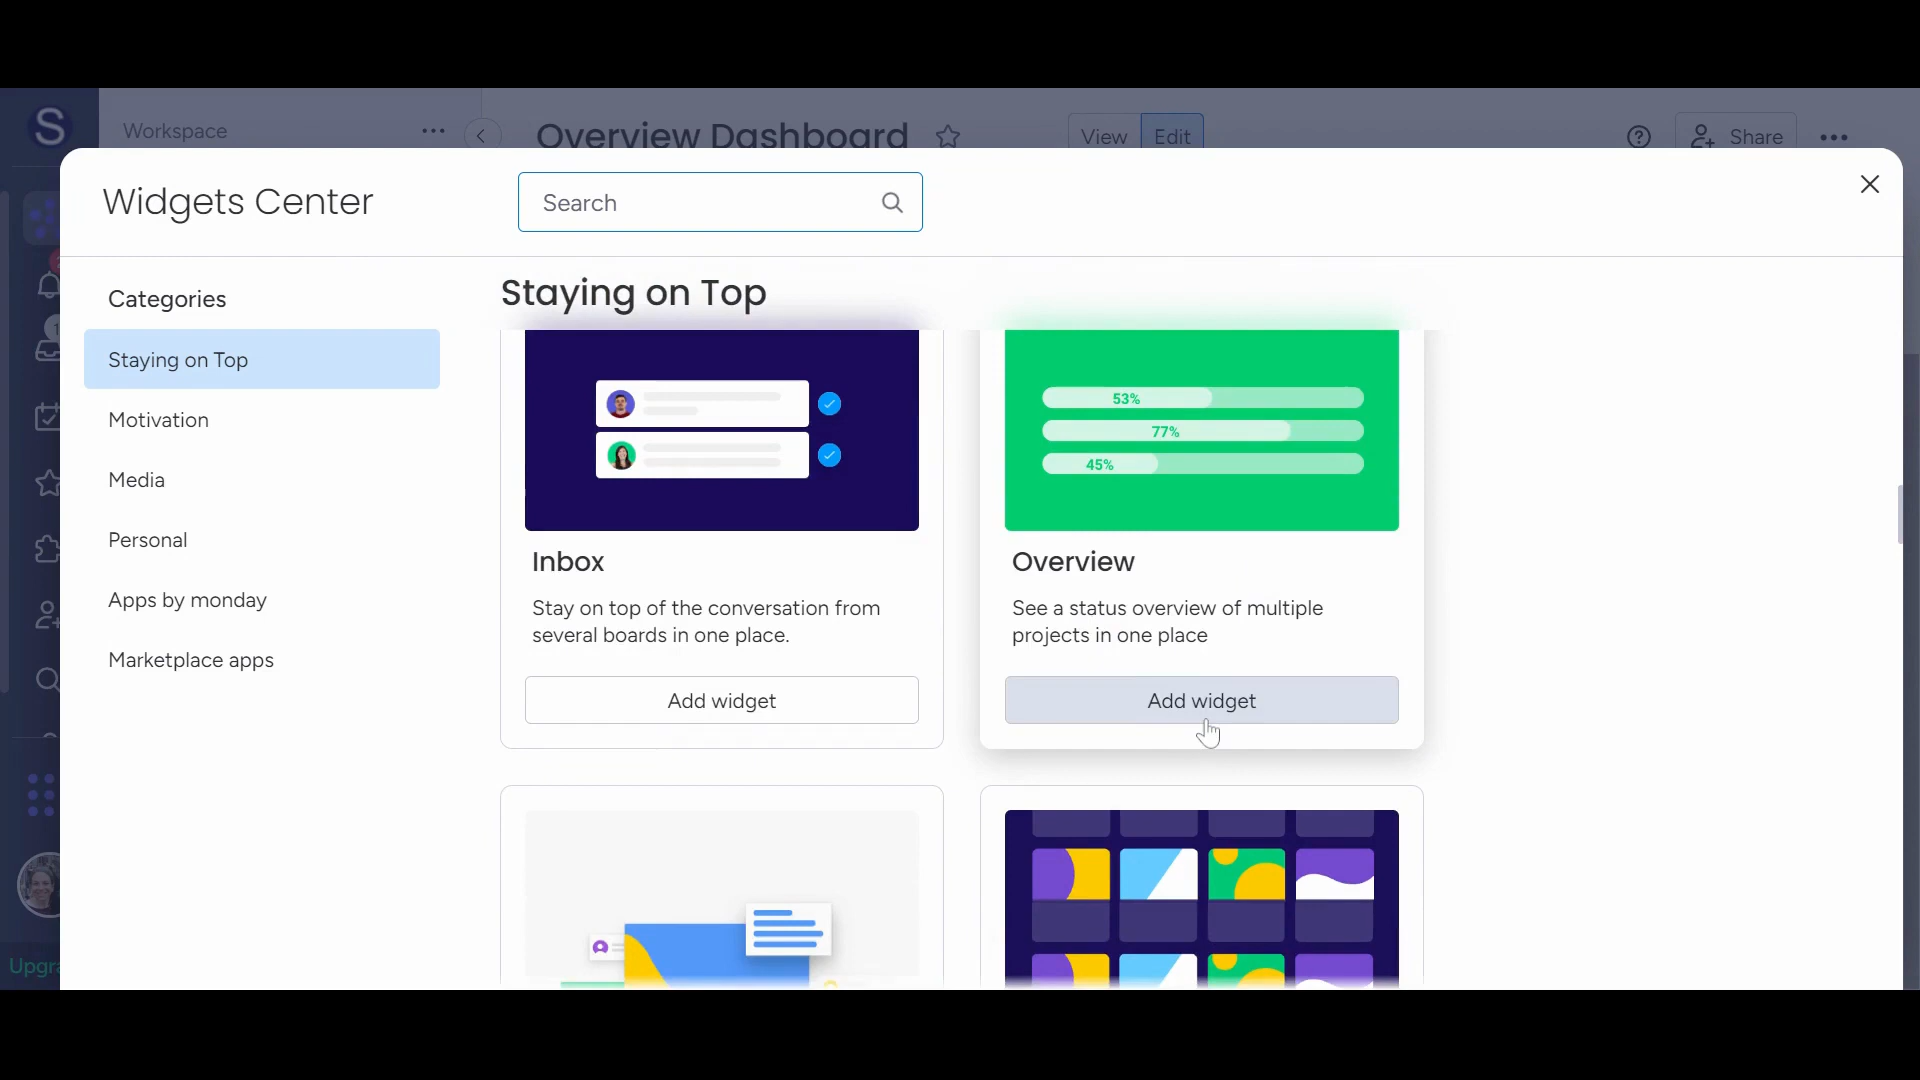 S
Workspace
Overview Dashboard
View
Edit
Share
Widgets Center
Search
Categories
Staying on Top
Motivation
Media
Personal
Apps by monday
Marketplace apps
Staying on Top
53%
77%
45%
Inbox
Stay on top of the conversation from
several boards in one place.
Add widget
Overview
See a status overview of multiple
projects in one place
Add widget
Upgra